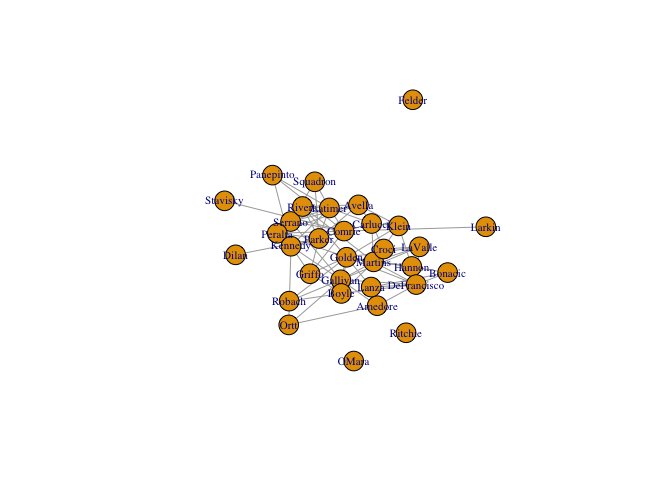 Felder
Panepinto
Squadron
Stavisky
Rivera
Latimer
Avella
Serrano
Carlucci
Klein
Larkin
Peralta
Parker
Comrie
Kennedy
LaValle
Croci
Dilan
Golden
Martins
Hannon
Griffo
Bonacic
Gallivan
DeFrancisco
Lanza
Boyle
Robach
Amedore
Ortt
Ritchie
OMara